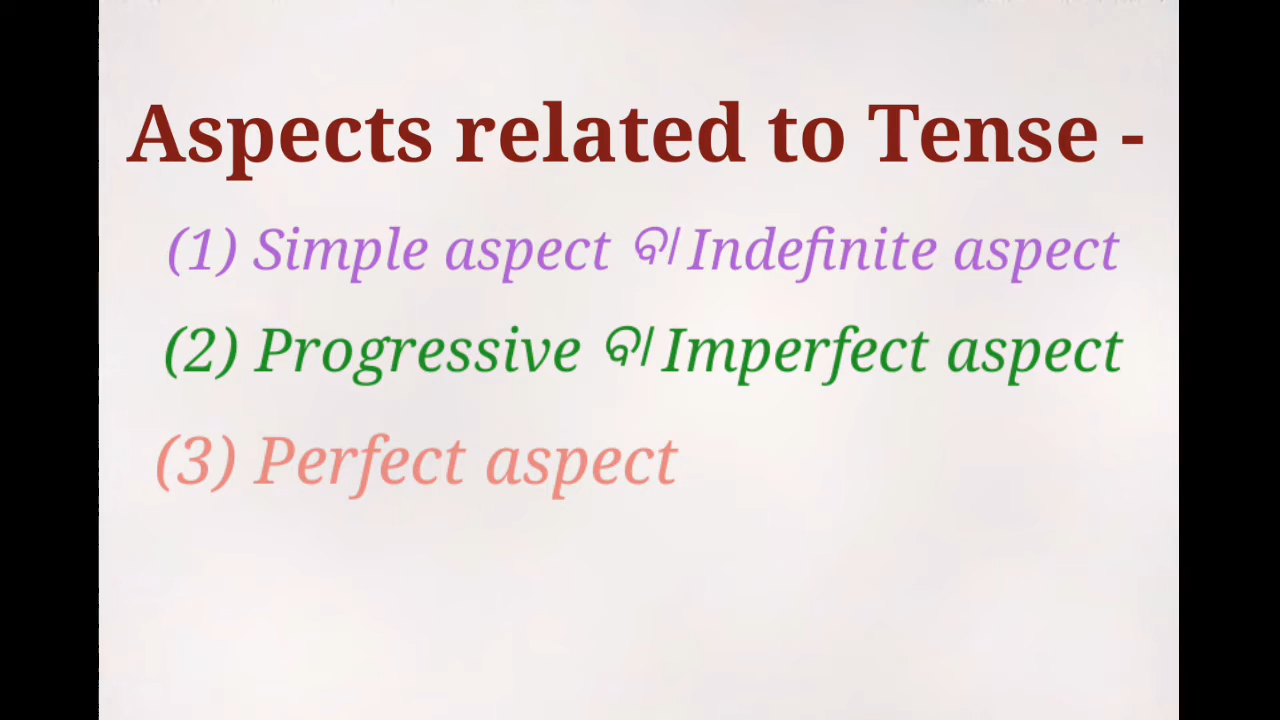 Aspects related to Tense -
(1) Simple aspect ବା Indefinite aspect
(2) Progressive ବା Imperfect aspect
(3) Perfect aspect